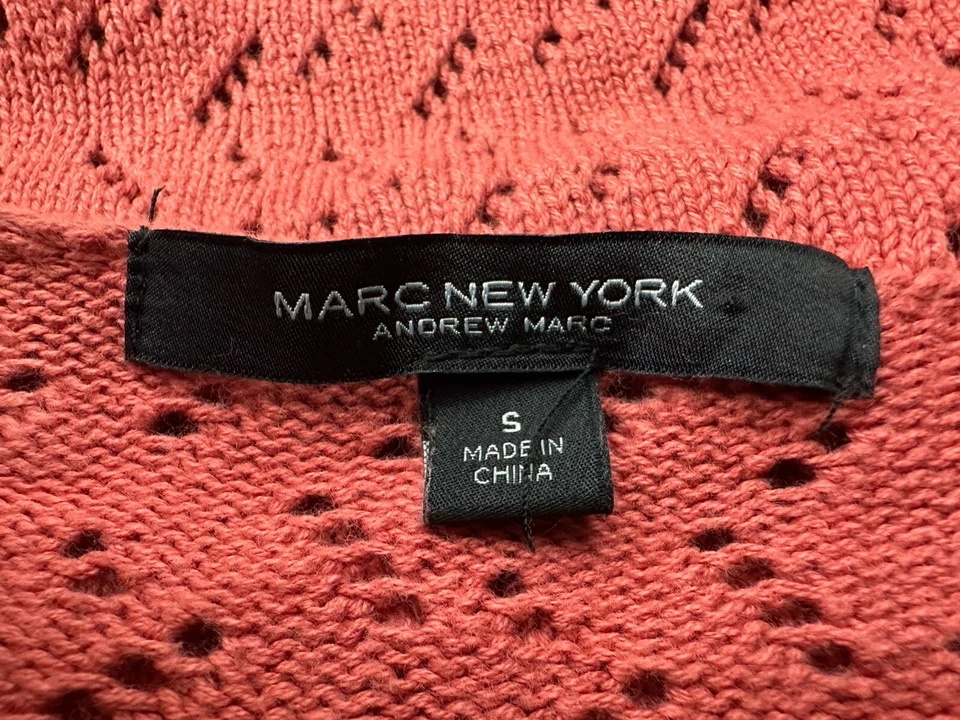 MARC NEW YORK
ANDREW MARC
S
MADE IN
CHINA